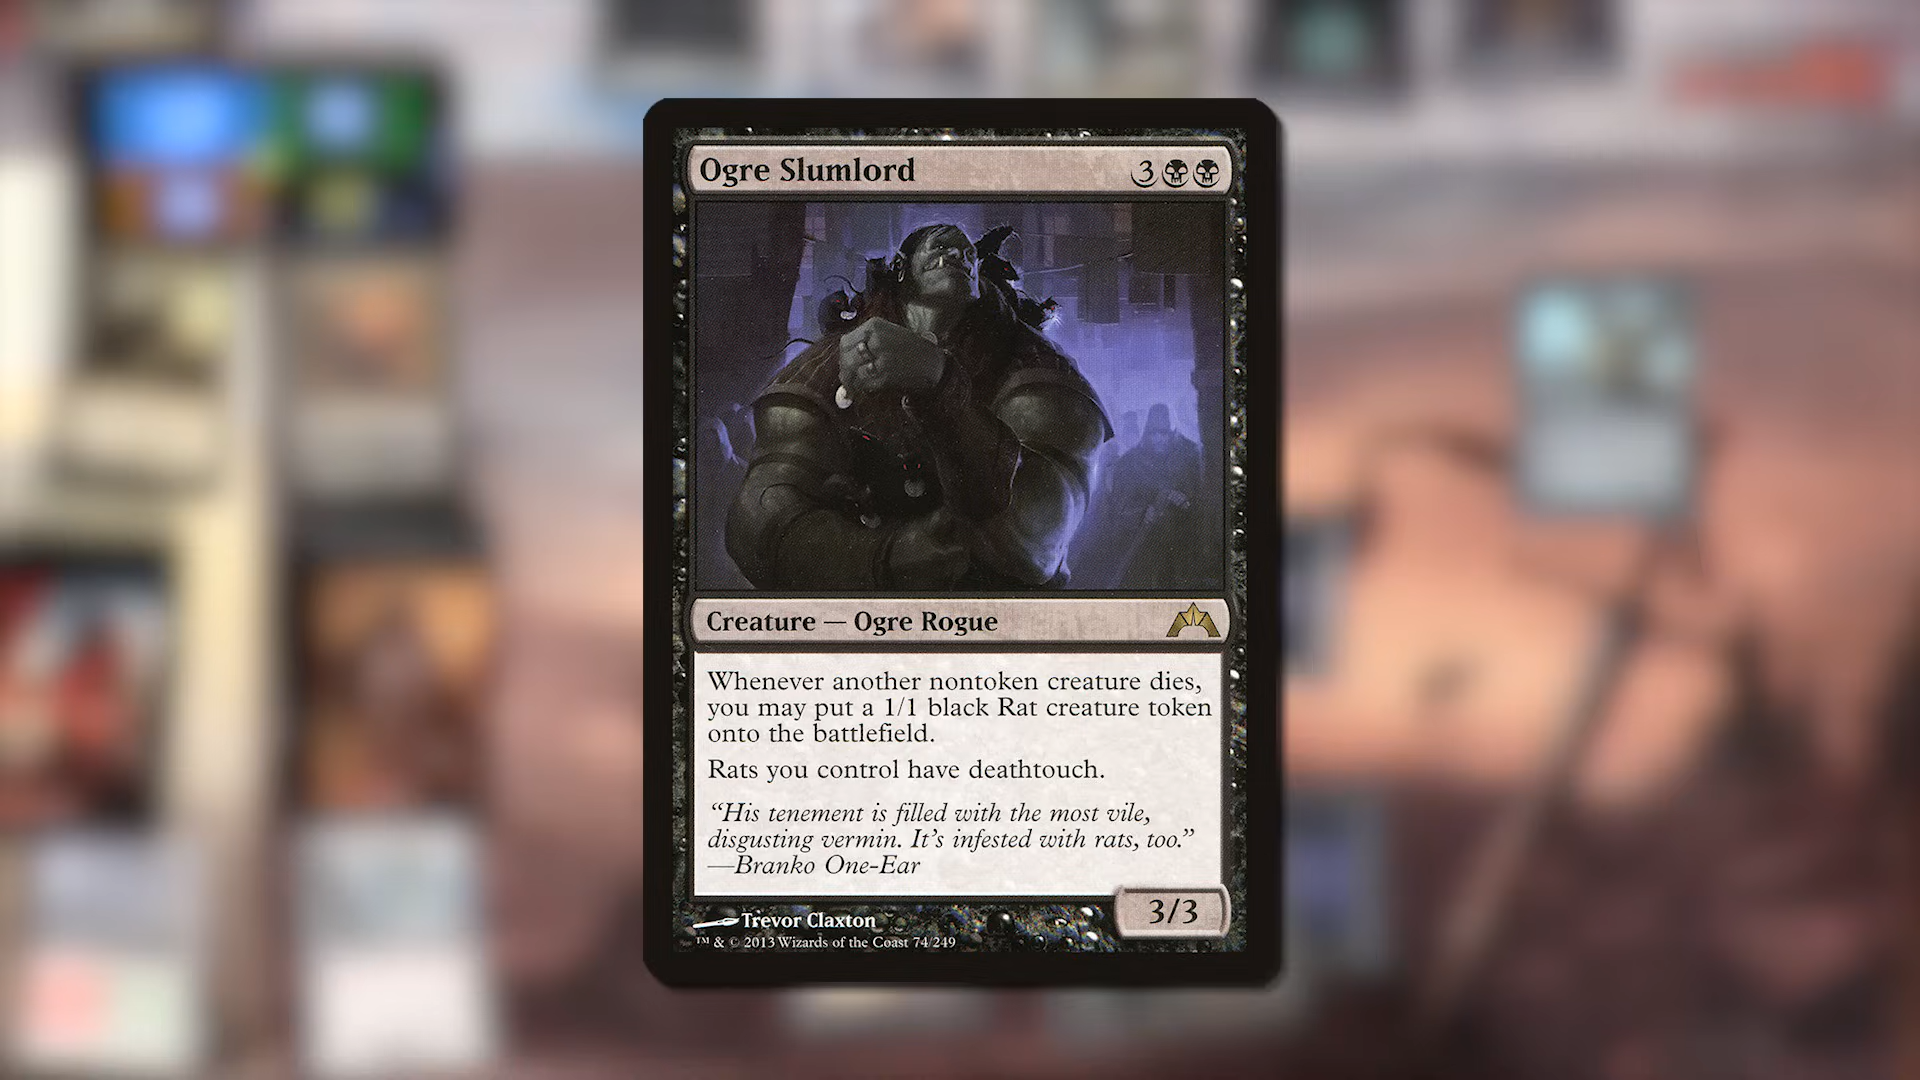 Ogre Slumlord 3
Creature — Ogre Rogue
Whenever another nontoken creature dies,
you may put a 1/1 black Rat creature token
onto the battlefield.
Rats you control have deathtouch.
“His tenement is filled with the most vile,
disgusting vermin. It’s infested with rats, too.”
—Branko One-Ear
3/3
Trevor Claxton
™ & © 2013 Wizards of the Coast 74/249